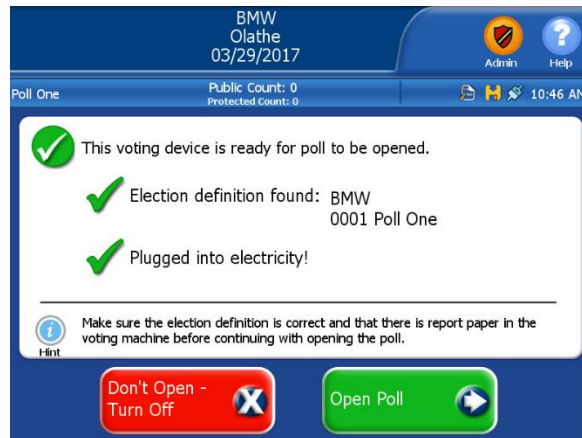 BMW
Olathe
03/29/2017
Admin
Help
Poll One
Public Count: 0
Protected Count: 0
10:46 AM
This voting device is ready for poll to be opened.
Election definition found: BMW
0001 Poll One
Plugged into electricity!
Hint
Make sure the election definition is correct and that there is report paper in the
voting machine before continuing with opening the poll.
Don't Open -
Turn Off
Open Poll